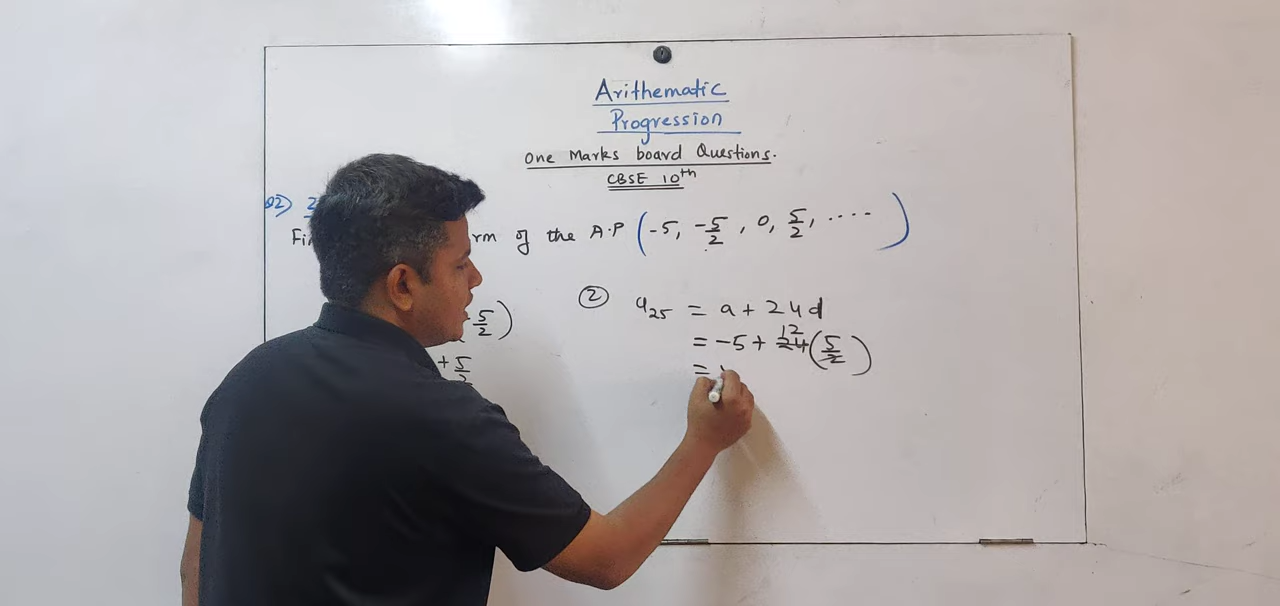 Arithematic
Progression
One Marks board Questions.
CBSE 10th
Q2) 2
Fi rm of the A.P (-5, -5/2, 0, 5/2, ....)
5/2)
+ 5/2
② a25 = a + 24d
= -5 + 24 12 (5/2)
=